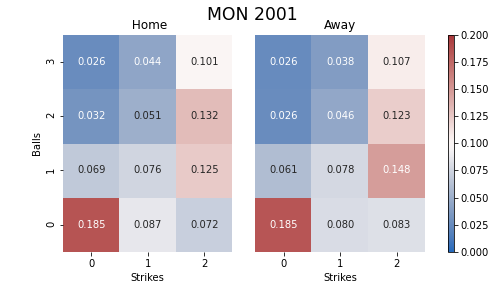 MON 2001
Home Away
3 0.026 0.044 0.101 0.026 0.038 0.107
2 0.032 0.051 0.132 0.026 0.046 0.123
1 0.069 0.076 0.125 0.061 0.078 0.148
0 0.185 0.087 0.072 0.185 0.080 0.083
Balls
0 1 2 0 1 2
Strikes Strikes
0.200
0.175
0.150
0.125
0.100
0.075
0.050
0.025
0.000